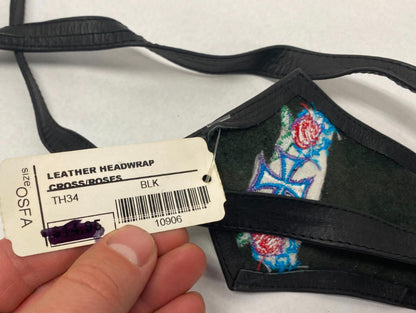 size OSFA
LEATHER HEADWRAP
CROSS/ROSES
TH34 BLK
10906